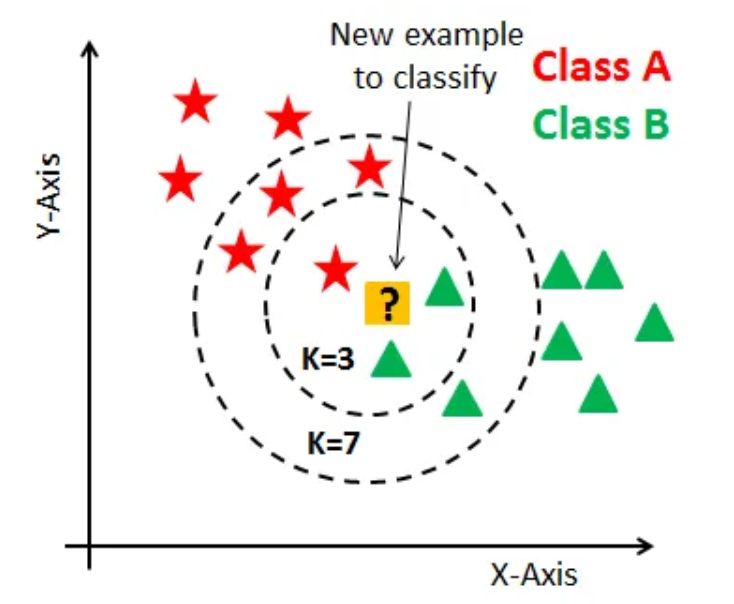 New example
to classify
Class A
Class B
Y-Axis
?
K=3
K=7
X-Axis